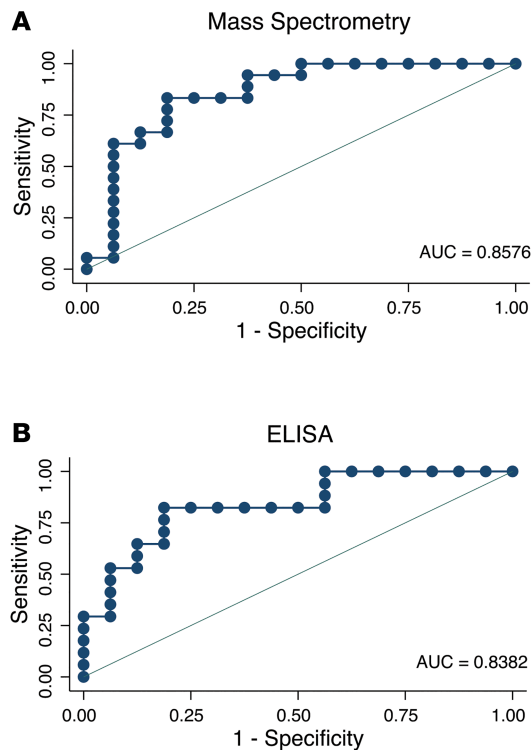 A
Mass Spectrometry
Sensitivity
1.00
0.75
0.50
0.25
0.00
AUC = 0.8576
0.00 0.25 0.50 0.75 1.00
1 - Specificity
B
ELISA
Sensitivity
1.00
0.75
0.50
0.25
0.00
AUC = 0.8382
0.00 0.25 0.50 0.75 1.00
1 - Specificity